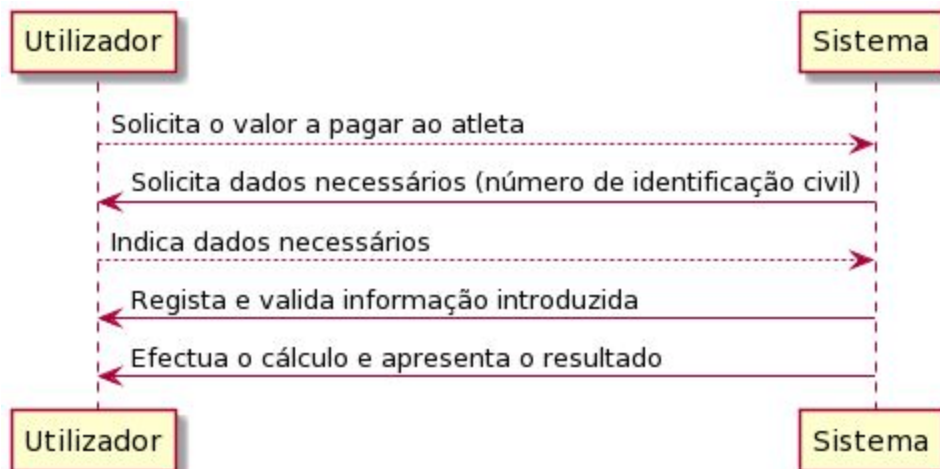 Utilizador
Sistema
Solicita o valor a pagar ao atleta
Solicita dados necessários (número de identificação civil)
Indica dados necessários
Regista e valida informação introduzida
Efectua o cálculo e apresenta o resultado
Utilizador
Sistema